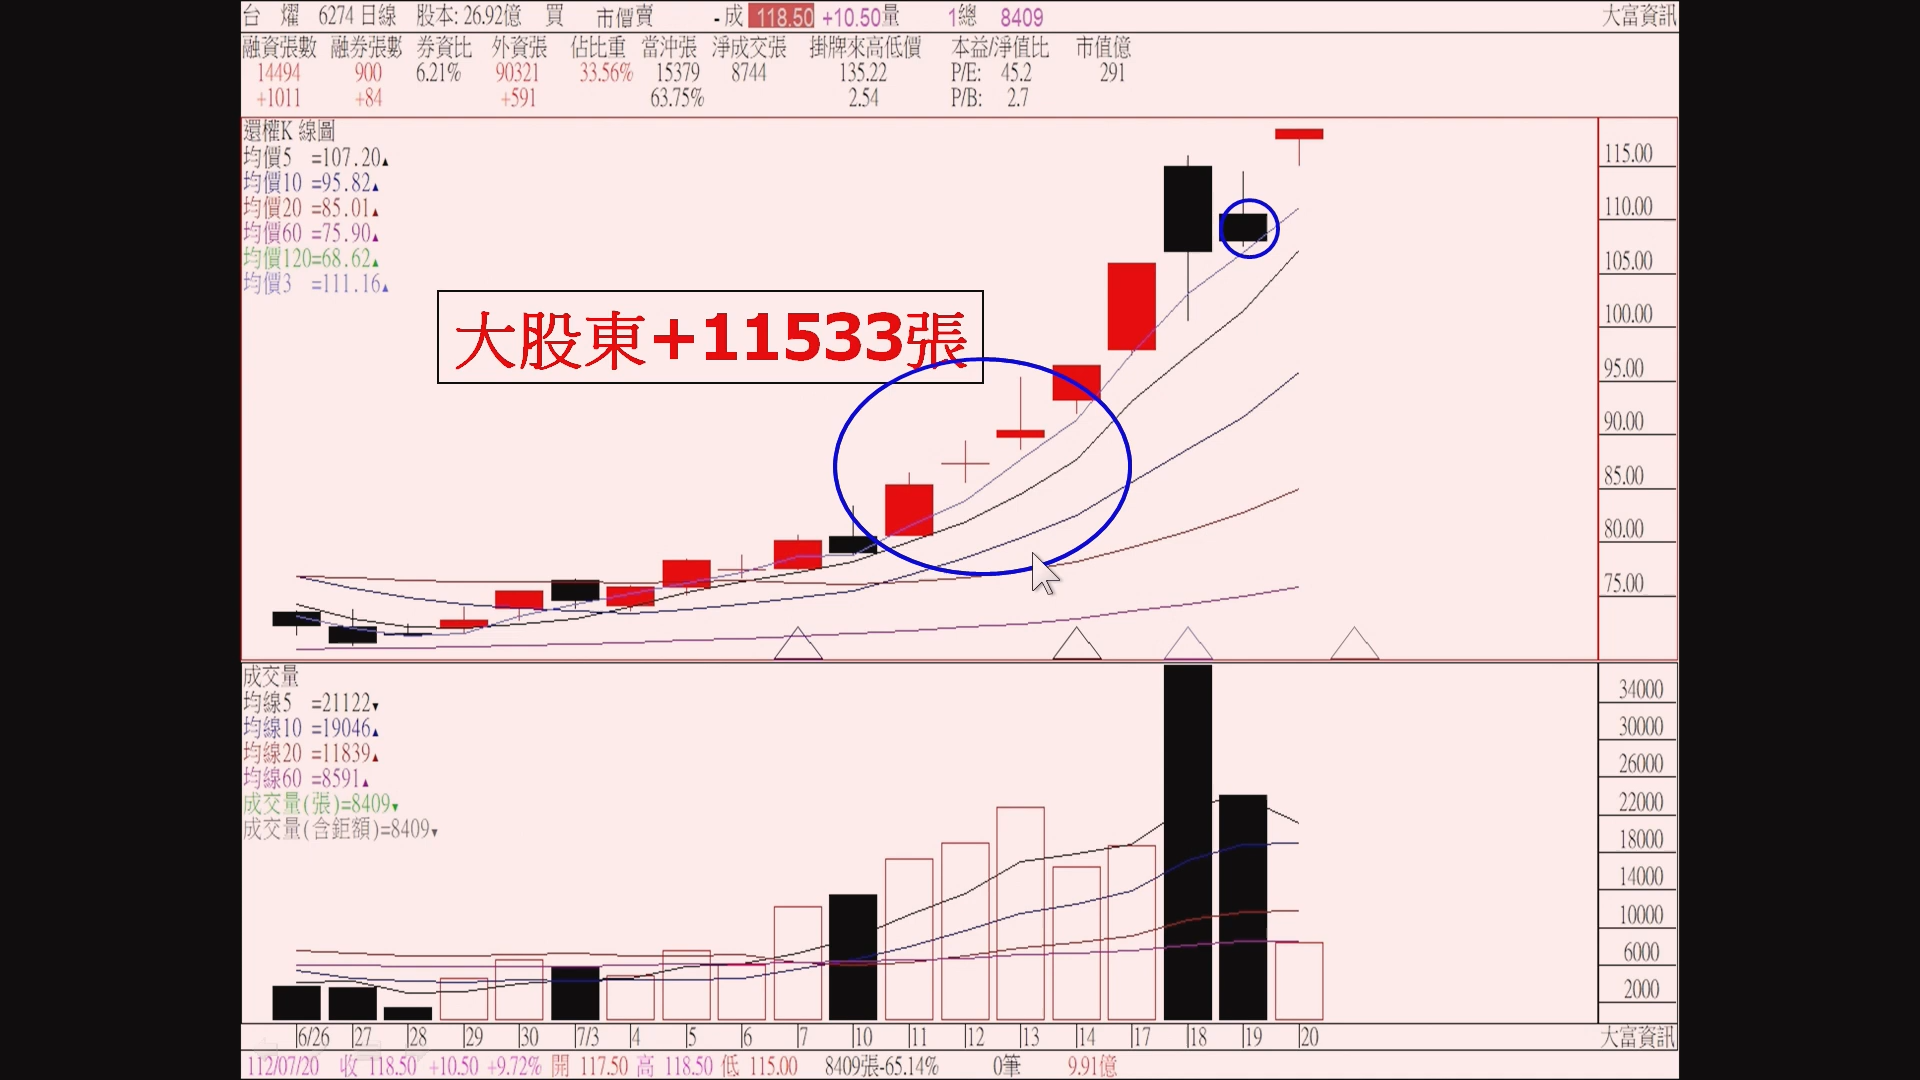 台 燿 6274 日線 股本: 26.92億 買 市價賣 - 成 118.50 +10.50量 1總 8409 大富資訊
融資張數 融券張數 券資比 外資張 佔比重 當沖張 淨成交張 掛牌來高低價 本益/淨值比 市值億
14494 900 6.21% 90321 33.56% 15379 8744 135.22 P/E: 45.2 291
+1011 +84 +591 63.75% 2.54 P/B: 2.7
還權K 線圖
均價5 =107.20▲
均價10 =95.82▲
均價20 =85.01▲
均價60 =75.90▲
均價120=68.62▲
均價3 =111.16▲
大股東+11533張
115.00
110.00
105.00
100.00
95.00
90.00
85.00
80.00
75.00
成交量
均線5 =21122▼
均線10 =19046▲
均線20 =11839▲
均線60 =8591▲
成交量(張)=8409▼
成交量(含鉅額)=8409▼
34000
30000
26000
22000
18000
14000
10000
6000
2000
6/26 27 28 29 30 7/3 4 5 6 7 10 11 12 13 14 17 18 19 20 大富資訊
112/07/20 收 118.50 +10.50 +9.72% 開 117.50 高 118.50 低 115.00 8409張-65.14% 0筆 9.91億